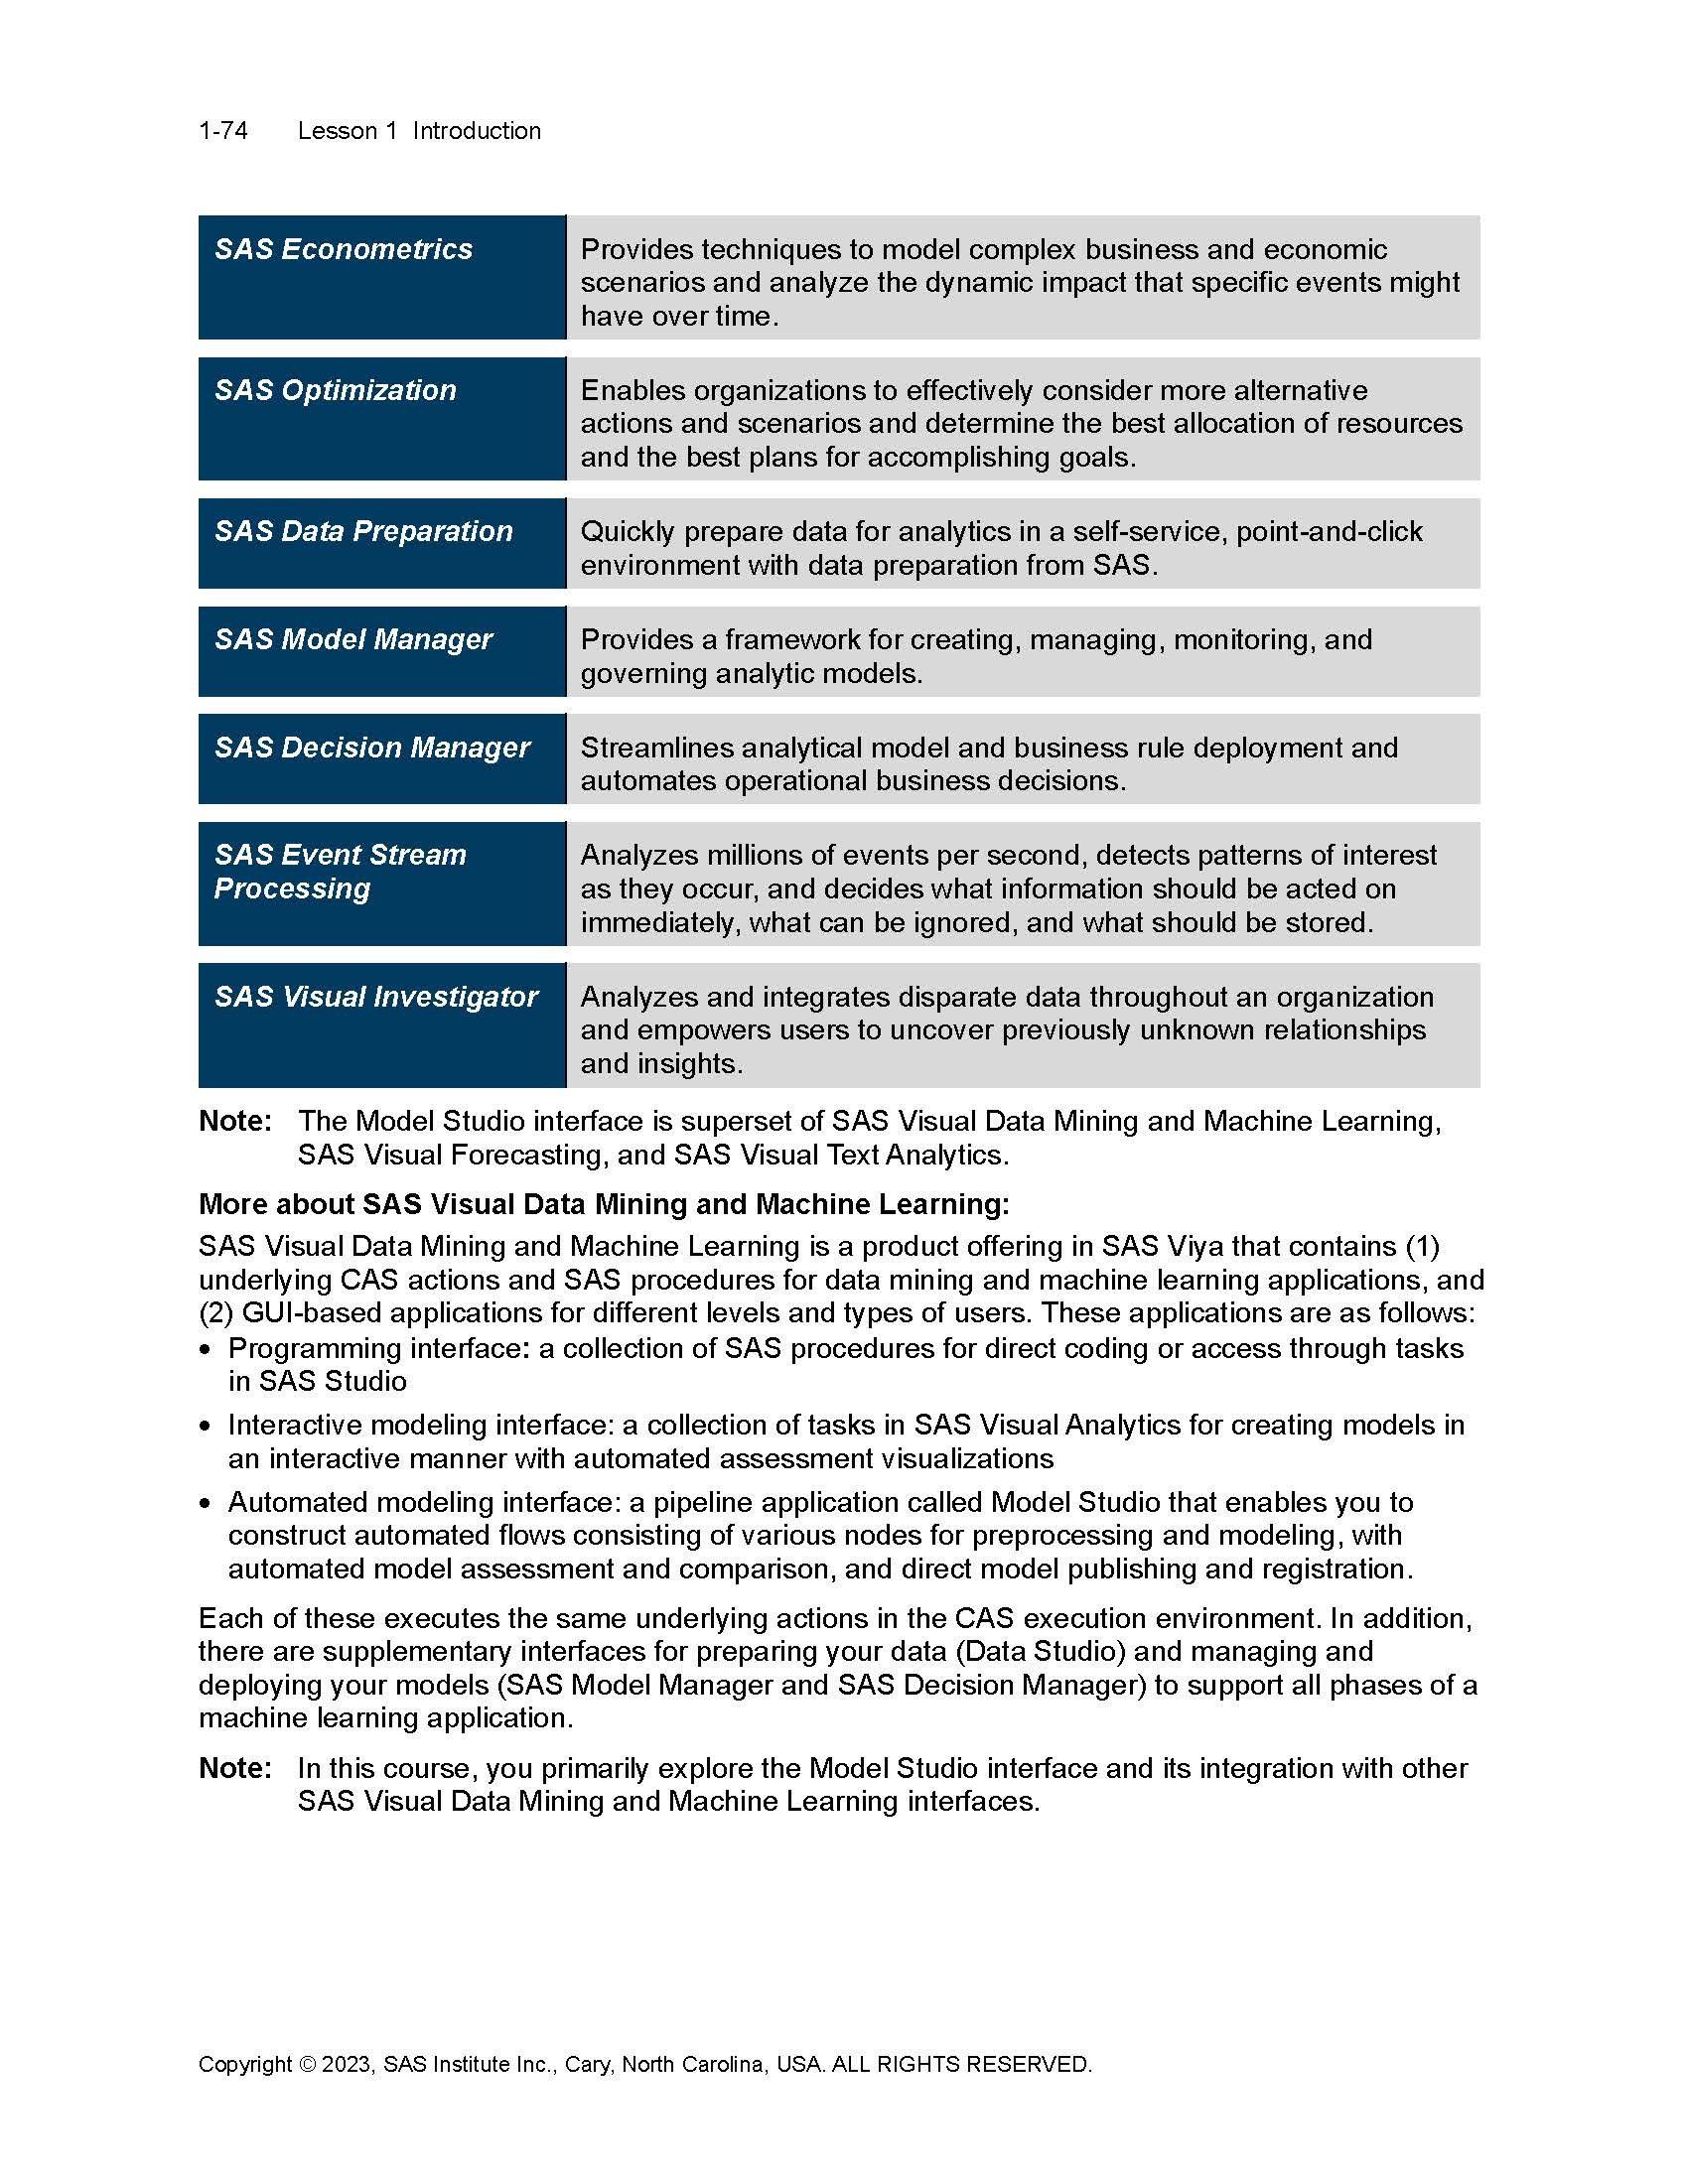 1-74 Lesson 1 Introduction
SAS Econometrics
Provides techniques to model complex business and economic
scenarios and analyze the dynamic impact that specific events might
have over time.
SAS Optimization
Enables organizations to effectively consider more alternative
actions and scenarios and determine the best allocation of resources
and the best plans for accomplishing goals.
SAS Data Preparation
Quickly prepare data for analytics in a self-service, point-and-click
environment with data preparation from SAS.
SAS Model Manager
Provides a framework for creating, managing, monitoring, and
governing analytic models.
SAS Decision Manager
Streamlines analytical model and business rule deployment and
automates operational business decisions.
SAS Event Stream
Processing
Analyzes millions of events per second, detects patterns of interest
as they occur, and decides what information should be acted on
immediately, what can be ignored, and what should be stored.
SAS Visual Investigator
Analyzes and integrates disparate data throughout an organization
and empowers users to uncover previously unknown relationships
and insights.
Note: The Model Studio interface is superset of SAS Visual Data Mining and Machine Learning,
SAS Visual Forecasting, and SAS Visual Text Analytics.
More about SAS Visual Data Mining and Machine Learning:
SAS Visual Data Mining and Machine Learning is a product offering in SAS Viya that contains (1)
underlying CAS actions and SAS procedures for data mining and machine learning applications, and
(2) GUI-based applications for different levels and types of users. These applications are as follows:
• Programming interface: a collection of SAS procedures for direct coding or access through tasks
in SAS Studio
• Interactive modeling interface: a collection of tasks in SAS Visual Analytics for creating models in
an interactive manner with automated assessment visualizations
• Automated modeling interface: a pipeline application called Model Studio that enables you to
construct automated flows consisting of various nodes for preprocessing and modeling, with
automated model assessment and comparison, and direct model publishing and registration.
Each of these executes the same underlying actions in the CAS execution environment. In addition,
there are supplementary interfaces for preparing your data (Data Studio) and managing and
deploying your models (SAS Model Manager and SAS Decision Manager) to support all phases of a
machine learning application.
Note: In this course, you primarily explore the Model Studio interface and its integration with other
SAS Visual Data Mining and Machine Learning interfaces.
Copyright © 2023, SAS Institute Inc., Cary, North Carolina, USA. ALL RIGHTS RESERVED.